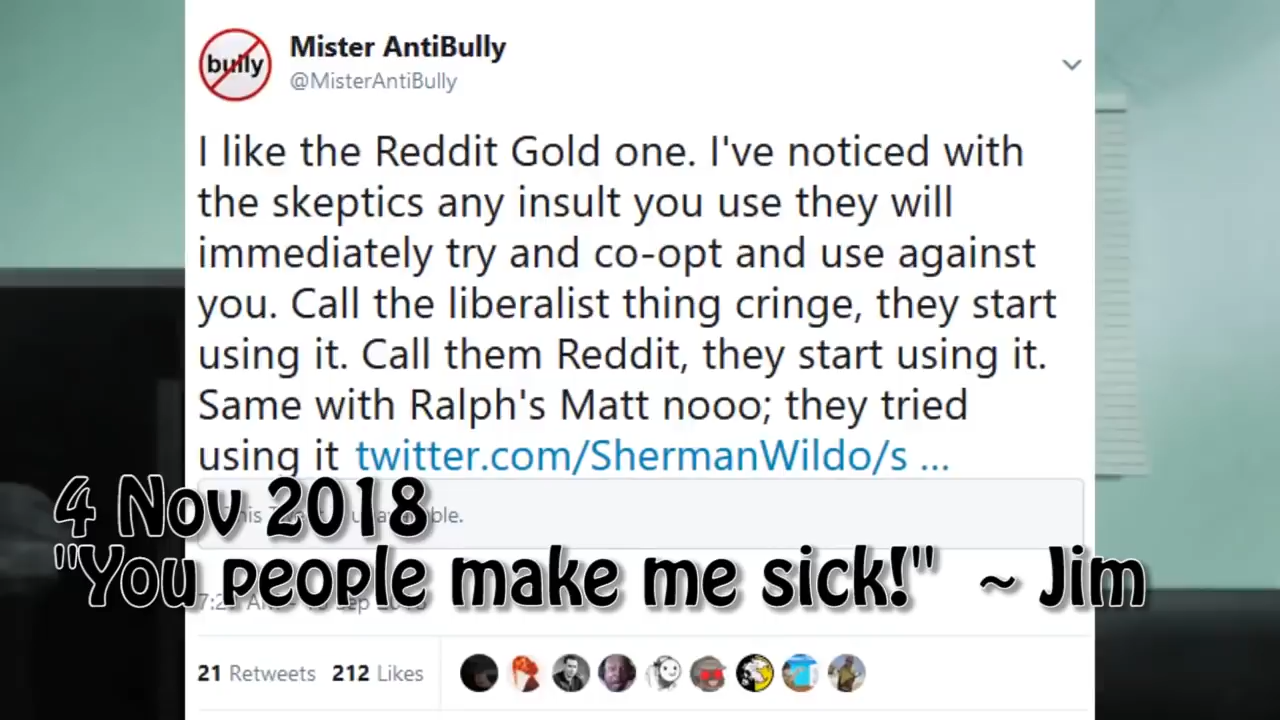 bully
Mister AntiBully
@MisterAntiBully
I like the Reddit Gold one. I've noticed with
the skeptics any insult you use they will
immediately try and co-opt and use against
you. Call the liberalist thing cringe, they start
using it. Call them Reddit, they start using it.
Same with Ralph's Matt nooo; they tried
using it twitter.com/ShermanWildo/s ...
4 Nov 2018
"You people make me sick!" ~ Jim
21 Retweets 212 Likes